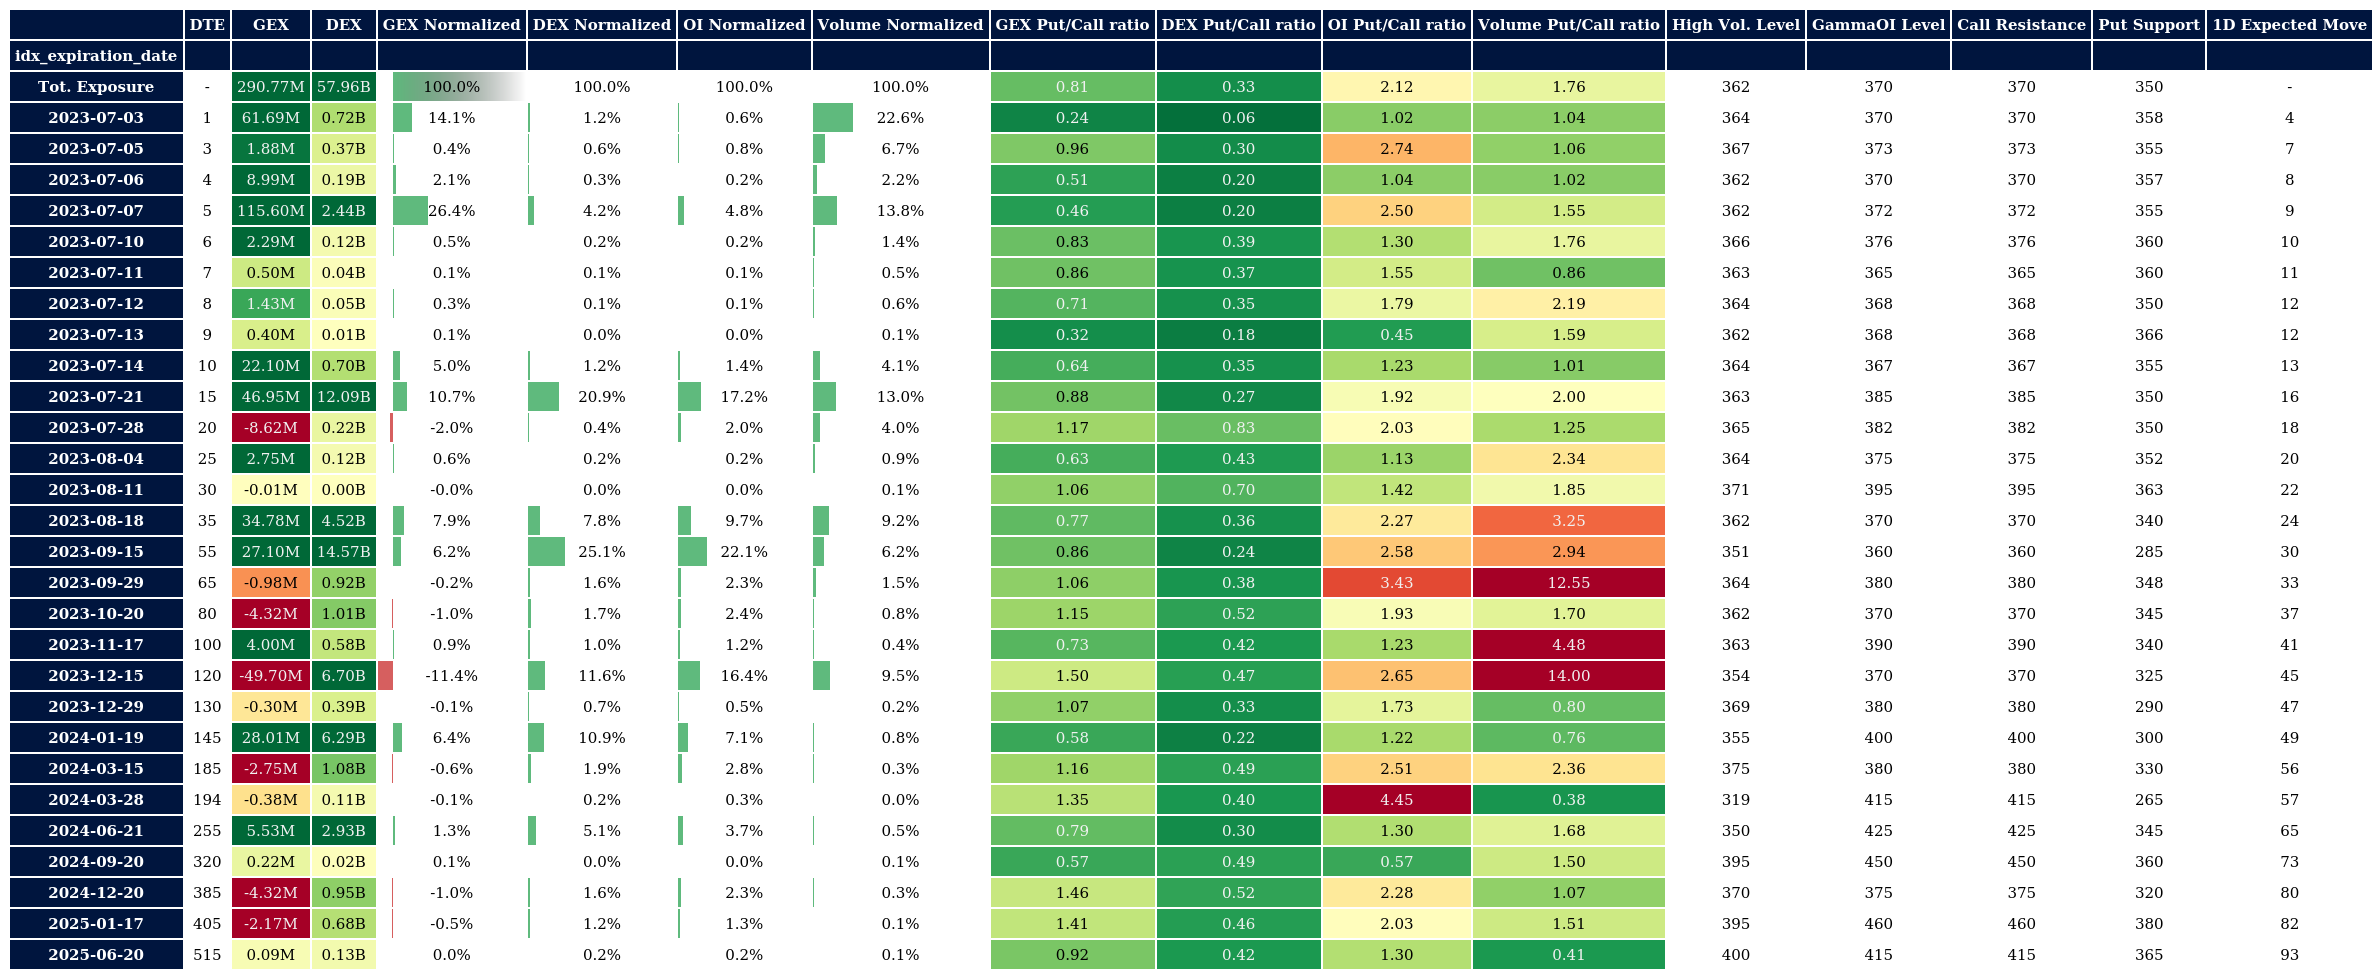 DTE GEX DEX GEX Normalized DEX Normalized OI Normalized Volume Normalized GEX Put/Call ratio DEX Put/Call ratio OI Put/Call ratio Volume Put/Call ratio High Vol. Level GammaOI Level Call Resistance Put Support 1D Expected Move
idx_expiration_date
Tot. Exposure - 290.77M 57.96B 100.0% 100.0% 100.0% 100.0% 0.81 0.33 2.12 1.76 362 370 370 350 -
2023-07-03 1 61.69M 0.72B 14.1% 1.2% 0.6% 22.6% 0.24 0.06 1.02 1.04 364 370 370 358 4
2023-07-05 3 1.88M 0.37B 0.4% 0.6% 0.8% 6.7% 0.96 0.30 2.74 1.06 367 373 373 355 7
2023-07-06 4 8.99M 0.19B 2.1% 0.3% 0.2% 2.2% 0.51 0.20 1.04 1.02 362 370 370 357 8
2023-07-07 5 115.60M 2.44B 26.4% 4.2% 4.8% 13.8% 0.46 0.20 2.50 1.55 362 372 372 355 9
2023-07-10 6 2.29M 0.12B 0.5% 0.2% 0.2% 1.4% 0.83 0.39 1.30 1.76 366 376 376 360 10
2023-07-11 7 0.50M 0.04B 0.1% 0.1% 0.1% 0.5% 0.86 0.37 1.55 0.86 363 365 365 360 11
2023-07-12 8 1.43M 0.05B 0.3% 0.1% 0.1% 0.6% 0.71 0.35 1.79 2.19 364 368 368 350 12
2023-07-13 9 0.40M 0.01B 0.1% 0.0% 0.0% 0.1% 0.32 0.18 0.45 1.59 362 368 368 366 12
2023-07-14 10 22.10M 0.70B 5.0% 1.2% 1.4% 4.1% 0.64 0.35 1.23 1.01 364 367 367 355 13
2023-07-21 15 46.95M 12.09B 10.7% 20.9% 17.2% 13.0% 0.88 0.27 1.92 2.00 363 385 385 350 16
2023-07-28 20 -8.62M 0.22B -2.0% 0.4% 2.0% 4.0% 1.17 0.83 2.03 1.25 365 382 382 350 18
2023-08-04 25 2.75M 0.12B 0.6% 0.2% 0.2% 0.9% 0.63 0.43 1.13 2.34 364 375 375 352 20
2023-08-11 30 -0.01M 0.00B -0.0% 0.0% 0.0% 0.1% 1.06 0.70 1.42 1.85 371 395 395 363 22
2023-08-18 35 34.78M 4.52B 7.9% 7.8% 9.7% 9.2% 0.77 0.36 2.27 3.25 362 370 370 340 24
2023-09-15 55 27.10M 14.57B 6.2% 25.1% 22.1% 6.2% 0.86 0.24 2.58 2.94 351 360 360 285 30
2023-09-29 65 -0.98M 0.92B -0.2% 1.6% 2.3% 1.5% 1.06 0.38 3.43 12.55 364 380 380 348 33
2023-10-20 80 -4.32M 1.01B -1.0% 1.7% 2.4% 0.8% 1.15 0.52 1.93 1.70 362 370 370 345 37
2023-11-17 100 4.00M 0.58B 0.9% 1.0% 1.2% 0.4% 0.73 0.42 1.23 4.48 363 390 390 340 41
2023-12-15 120 -49.70M 6.70B -11.4% 11.6% 16.4% 9.5% 1.50 0.47 2.65 14.00 354 370 370 325 45
2023-12-29 130 -0.30M 0.39B -0.1% 0.7% 0.5% 0.2% 1.07 0.33 1.73 0.80 369 380 380 290 47
2024-01-19 145 28.01M 6.29B 6.4% 10.9% 7.1% 0.8% 0.58 0.22 1.22 0.76 355 400 400 300 49
2024-03-15 185 -2.75M 1.08B -0.6% 1.9% 2.8% 0.3% 1.16 0.49 2.51 2.36 375 380 380 330 56
2024-03-28 194 -0.38M 0.11B -0.1% 0.2% 0.3% 0.0% 1.35 0.40 4.45 0.38 319 415 415 265 57
2024-06-21 255 5.53M 2.93B 1.3% 5.1% 3.7% 0.5% 0.79 0.30 1.30 1.68 350 425 425 345 65
2024-09-20 320 0.22M 0.02B 0.1% 0.0% 0.0% 0.1% 0.57 0.49 0.57 1.50 395 450 450 360 73
2024-12-20 385 -4.32M 0.95B -1.0% 1.6% 2.3% 0.3% 1.46 0.52 2.28 1.07 370 375 375 320 80
2025-01-17 405 -2.17M 0.68B -0.5% 1.2% 1.3% 0.1% 1.41 0.46 2.03 1.51 395 460 460 380 82
2025-06-20 515 0.09M 0.13B 0.0% 0.2% 0.2% 0.1% 0.92 0.42 1.30 0.41 400 415 415 365 93